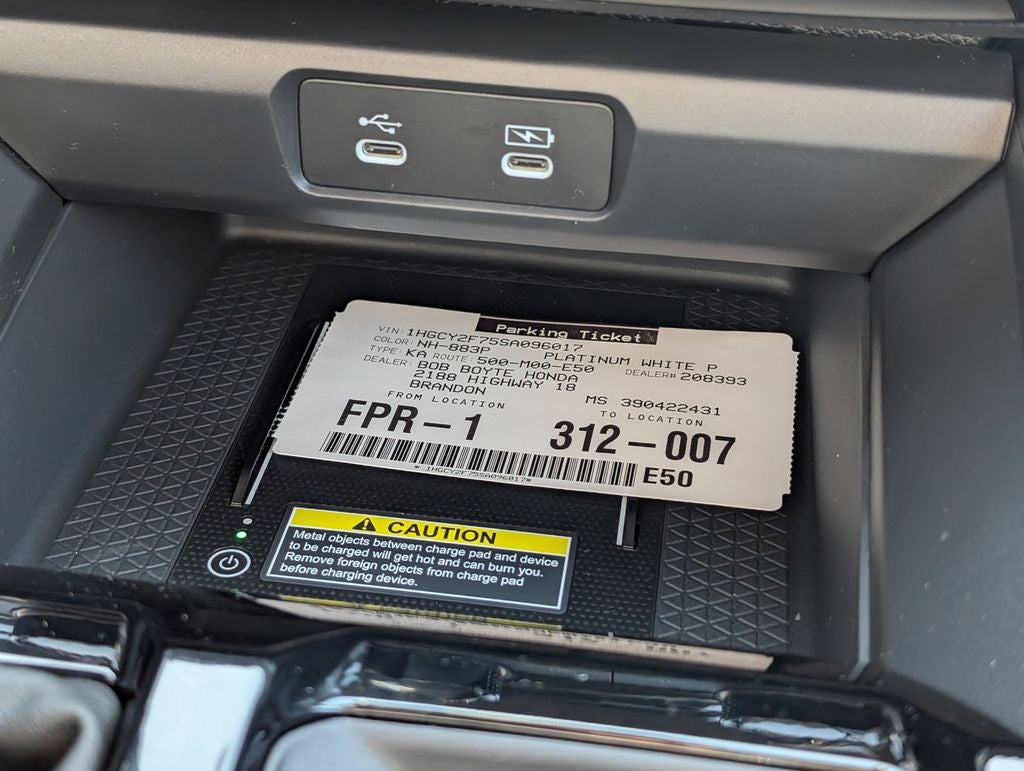 Parking Ticket
VIN:1HGCY2F75SA096017
COLOR:NH-883P PLATINUM WHITE P
TYPE:KA ROUTE:500-M00-E50 DEALER#208393
DEALER:BOB BOYTE HONDA
2188 HIGHWAY 18
BRANDON MS 390422431
FROM LOCATION TO LOCATION
FPR-1 312-007
*1HGCY2F75SA096017* E50
CAUTION
Metal objects between charge pad and device
to be charged will get hot and can burn you.
Remove foreign objects from charge pad
before charging device.